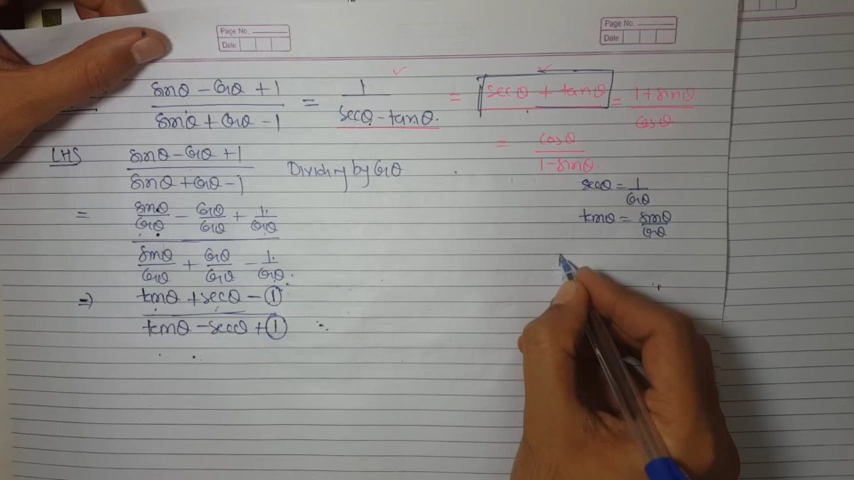 Page No.
Date
Page No.
Date
sinθ - cosθ + 1 / sinθ + cosθ - 1 = 1 / secθ - tanθ. = secθ + tanθ = 1 + sinθ / cosθ
= cosθ / 1 - sinθ.
LHS sinθ - cosθ + 1 / sinθ + cosθ - 1 Dividing by cosθ
secθ = 1 / cosθ
= sinθ / cosθ - cosθ / cosθ + 1 / cosθ / sinθ / cosθ + cosθ / cosθ - 1 / cosθ.
tanθ = sinθ / cosθ
⇒ tanθ + secθ - 1 / tanθ - secθ + 1